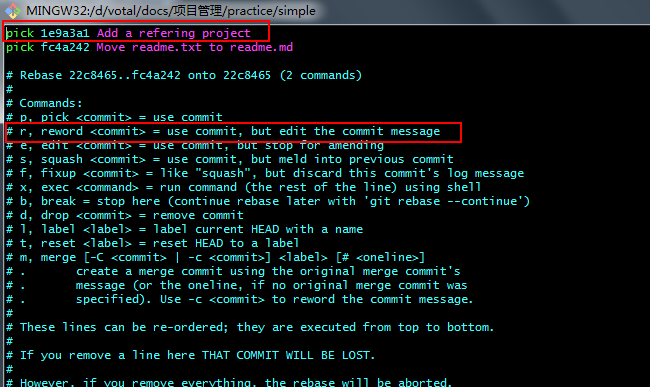 MINGW32:/d/votal/docs/项目管理/practice/simple
pick 1e9a3a1 Add a refering project
pick fc4a242 Move readme.txt to readme.md
# Rebase 22c8465..fc4a242 onto 22c8465 (2 commands)
#
# Commands:
# p, pick <commit> = use commit
# r, reword <commit> = use commit, but edit the commit message
# e, edit <commit> = use commit, but stop for amending
# s, squash <commit> = use commit, but meld into previous commit
# f, fixup <commit> = like "squash", but discard this commit's log message
# x, exec <command> = run command (the rest of the line) using shell
# b, break = stop here (continue rebase later with 'git rebase --continue')
# d, drop <commit> = remove commit
# l, label <label> = label current HEAD with a name
# t, reset <label> = reset HEAD to a label
# m, merge [-C <commit> | -c <commit>] <label> [# <oneline>]
# .       create a merge commit using the original merge commit's
# .       message (or the oneline, if no original merge commit was
# .       specified). Use -c <commit> to reword the commit message.
#
# These lines can be re-ordered; they are executed from top to bottom.
#
# If you remove a line here THAT COMMIT WILL BE LOST.
#
# However, if you remove everything, the rebase will be aborted.